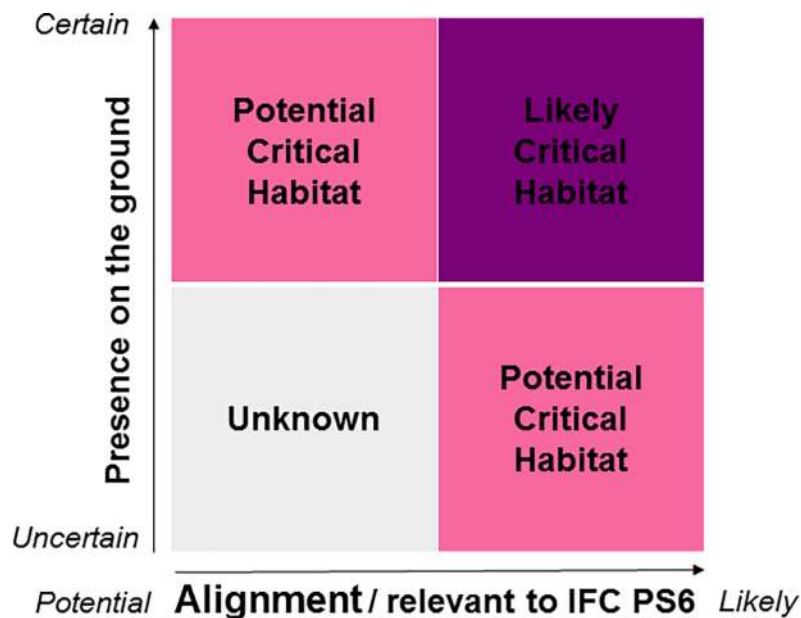 Certain
Presence on the ground
Uncertain
Potential
Critical
Habitat
Likely
Critical
Habitat
Unknown
Potential
Critical
Habitat
Potential Alignment / relevant to IFC PS6 Likely